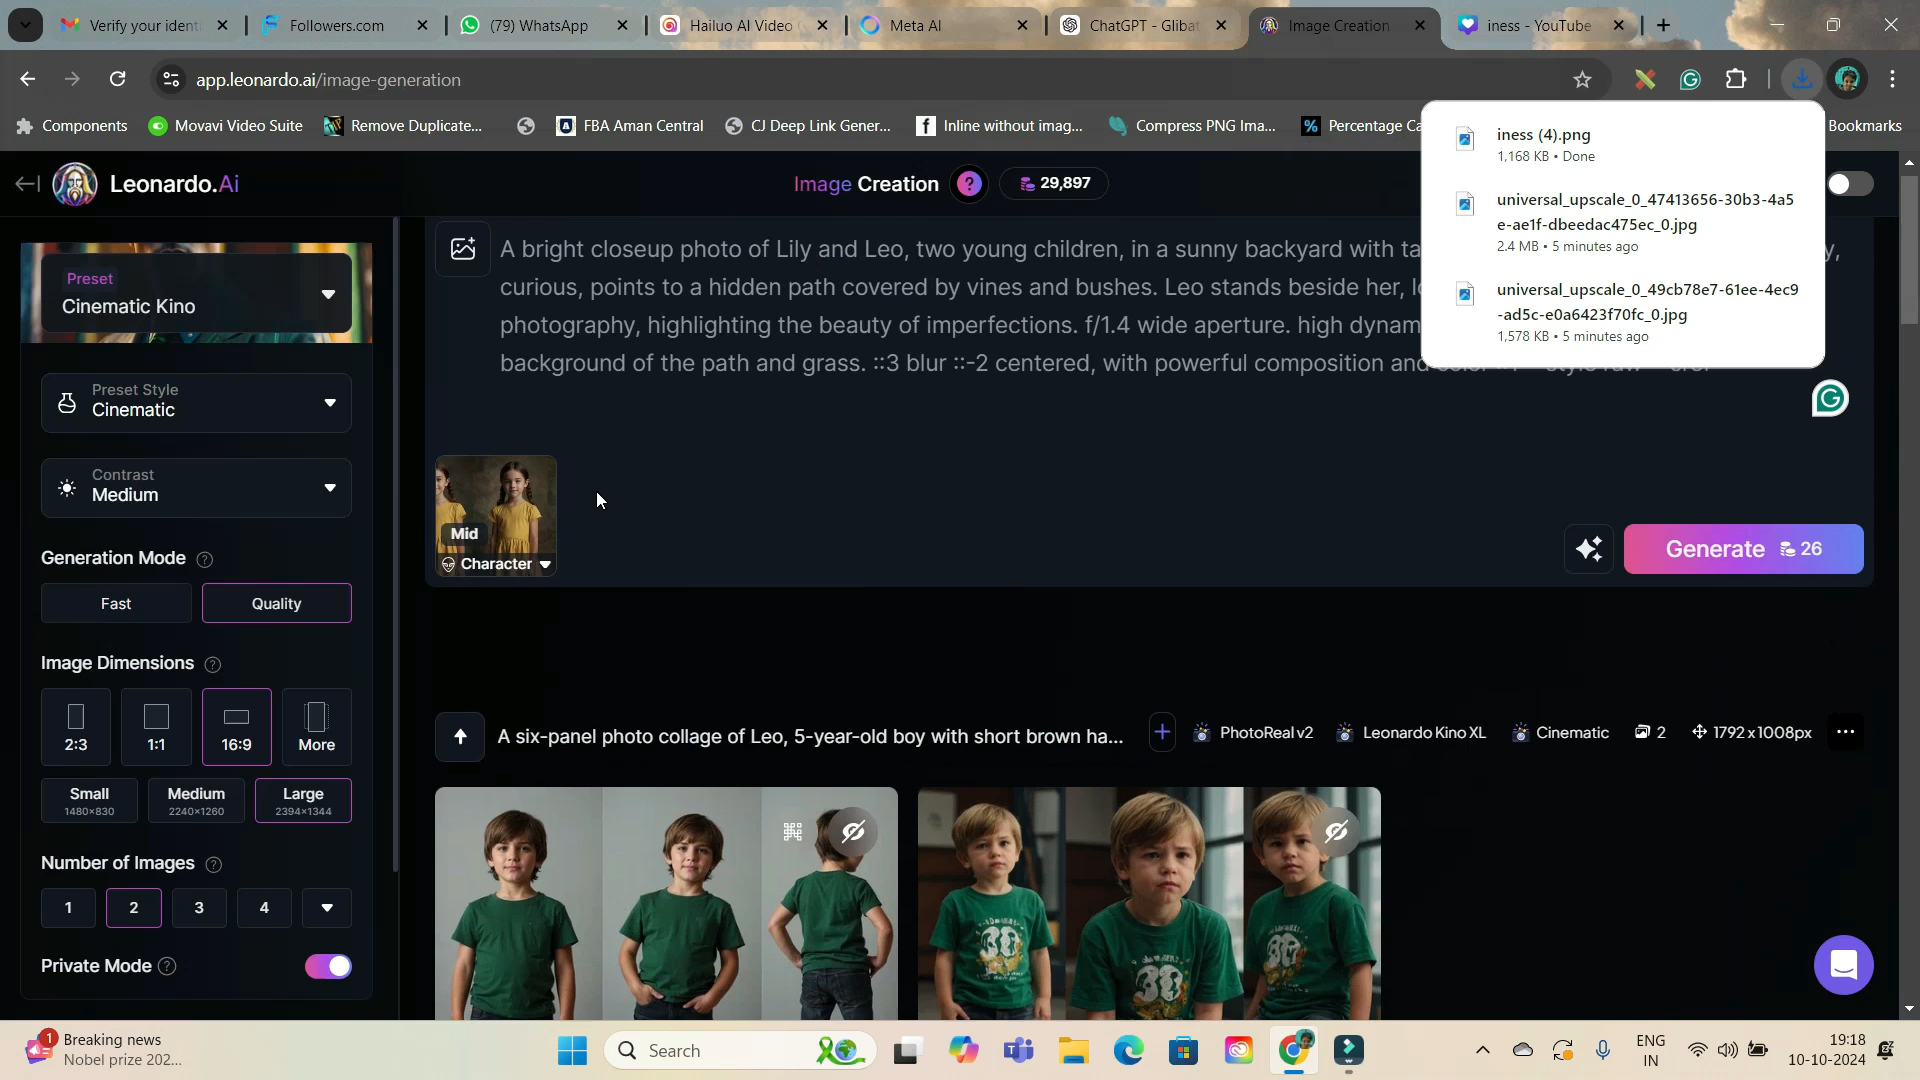 Verify your ident
Followers.com
(79) WhatsApp
Hailuo AI Video
Meta AI
ChatGPT - Glibat
Image Creation
iness - YouTube
app.leonardo.ai/image-generation
Components
Movavi Video Suite
Remove Duplicate...
FBA Aman Central
CJ Deep Link Gener...
Inline without imag...
Compress PNG Ima...
Percentage Ca
Bookmarks
iness (4).png
1,168 KB • Done
universal_upscale_0_47413656-30b3-4a5
e-ae1f-dbeedac475ec_0.jpg
2.4 MB • 5 minutes ago
universal_upscale_0_49cb78e7-61ee-4ec9
-ad5c-e0a6423f70fc_0.jpg
1,578 KB • 5 minutes ago
Leonardo.Ai
Image Creation
?
29,897
Preset
Cinematic Kino
Preset Style
Cinematic
Contrast
Medium
Generation Mode
Fast
Quality
Image Dimensions
2:3
1:1
16:9
More
Small
1480×830
Medium
2240×1260
Large
2394×1344
Number of Images
1
2
3
4
Private Mode
A bright closeup photo of Lily and Leo, two young children, in a sunny backyard with ta
curious, points to a hidden path covered by vines and bushes. Leo stands beside her, lo
photography, highlighting the beauty of imperfections. f/1.4 wide aperture. high dynam
background of the path and grass. ::3 blur ::-2 centered, with powerful composition and
Mid
Character
Generate 26
A six-panel photo collage of Leo, 5-year-old boy with short brown ha...
PhotoReal v2
Leonardo Kino XL
Cinematic
2
1792 x 1008px
Breaking news
Nobel prize 202...
1
Search
ENG
IN
19:18
10-10-2024